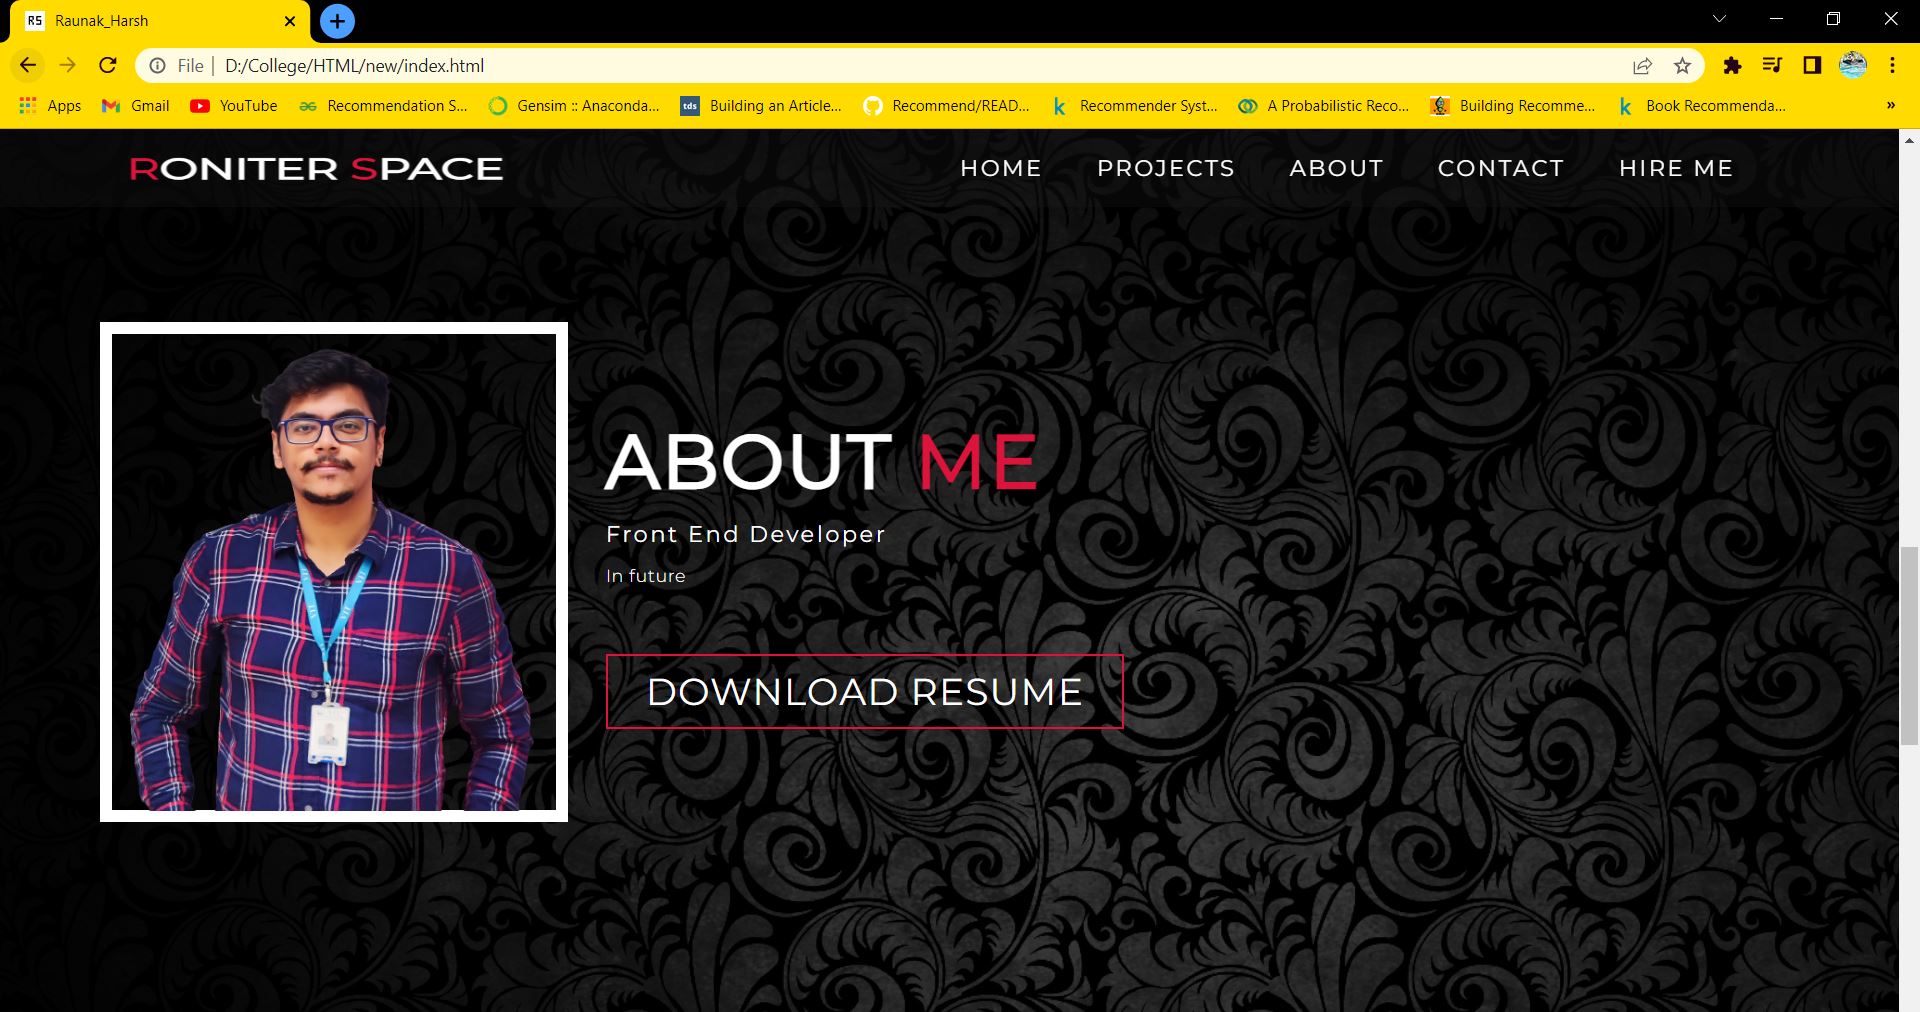 RS Raunak_Harsh
File D:/College/HTML/new/index.html
Apps Gmail YouTube Recommendation S... Gensim :: Anaconda... tds Building an Article... Recommend/READ... k Recommender Syst... A Probabilistic Reco... Building Recomme... k Book Recommenda... »
RONITER SPACE HOME PROJECTS ABOUT CONTACT HIRE ME
ABOUT ME
Front End Developer
In future
DOWNLOAD RESUME